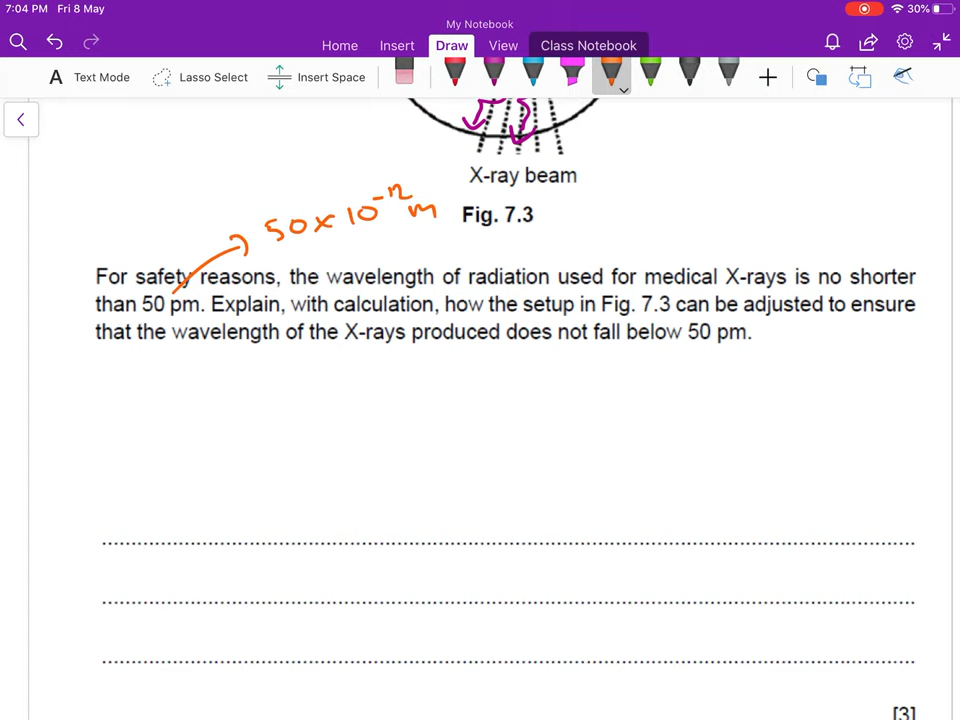 7:04 PM Fri 8 May
30%
My Notebook
Home Insert Draw View Class Notebook
A Text Mode Lasso Select Insert Space
X-ray beam
50 x 10⁻¹² m
Fig. 7.3
For safety reasons, the wavelength of radiation used for medical X-rays is no shorter
than 50 pm. Explain, with calculation, how the setup in Fig. 7.3 can be adjusted to ensure
that the wavelength of the X-rays produced does not fall below 50 pm.
................................................................................
................................................................................
................................................................................
[3]